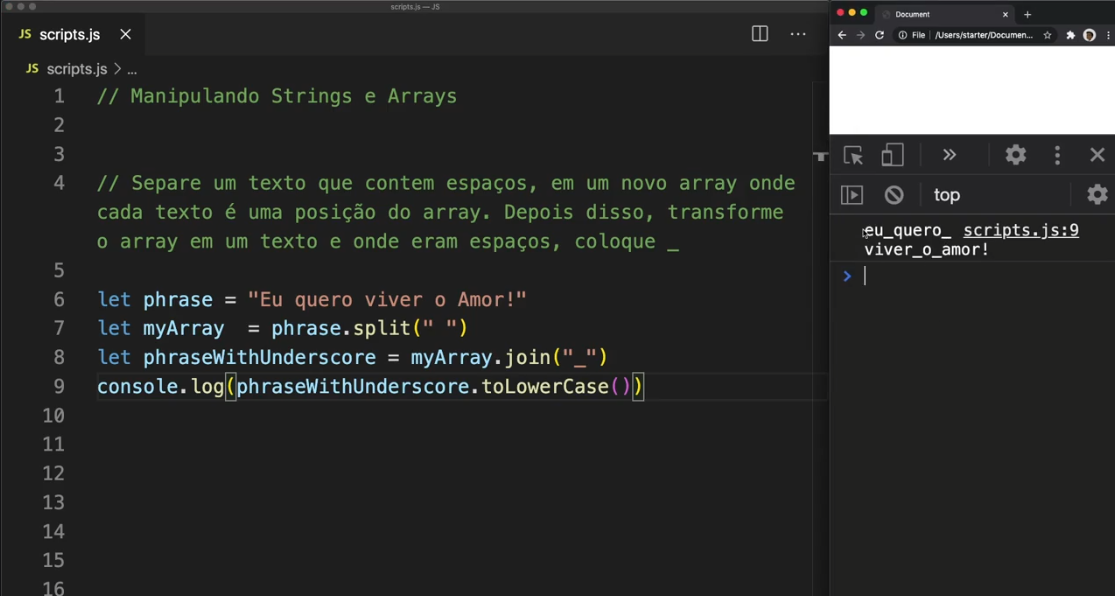 scripts.js — JS
JS scripts.js
JS scripts.js > ...
1 // Manipulando Strings e Arrays
2
3
4 // Separe um texto que contem espaços, em um novo array onde
cada texto é uma posição do array. Depois disso, transforme
o array em um texto e onde eram espaços, coloque _
5
6 let phrase = "Eu quero viver o Amor!"
7 let myArray  = phrase.split(" ")
8 let phraseWithUnderscore = myArray.join("_")
9 console.log(phraseWithUnderscore.toLowerCase())
10
11
12
13
14
15
16
Document
File | /Users/starter/Documen...
top
eu_quero_ scripts.js:9
viver_o_amor!